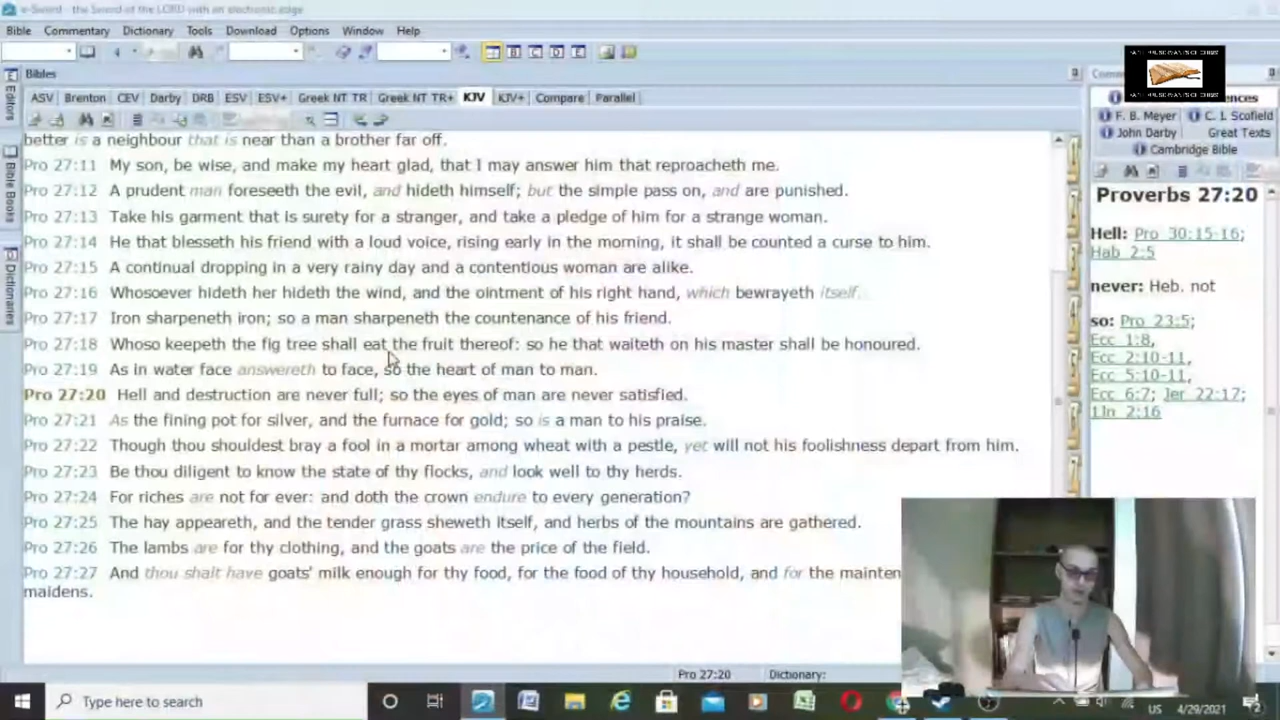 e-Sword - the Sword of the LORD with an electronic edge
Bible Commentary Dictionary Tools Download Options Window Help
4
Bibles
Editors
Bible Books
Dictionaries
ASV Brenton CEV Darby DRB ESV ESV+ Greek NT TR Greek NT TR+ KJV KJV+ Compare Parallel
better is a neighbour that is near than a brother far off.
Pro 27:11 My son, be wise, and make my heart glad, that I may answer him that reproacheth me.
Pro 27:12 A prudent man foreseeth the evil, and hideth himself; but the simple pass on, and are punished.
Pro 27:13 Take his garment that is surety for a stranger, and take a pledge of him for a strange woman.
Pro 27:14 He that blesseth his friend with a loud voice, rising early in the morning, it shall be counted a curse to him.
Pro 27:15 A continual dropping in a very rainy day and a contentious woman are alike.
Pro 27:16 Whosoever hideth her hideth the wind, and the ointment of his right hand, which bewrayeth itself.
Pro 27:17 Iron sharpeneth iron; so a man sharpeneth the countenance of his friend.
Pro 27:18 Whoso keepeth the fig tree shall eat the fruit thereof: so he that waiteth on his master shall be honoured.
Pro 27:19 As in water face answereth to face, so the heart of man to man.
Pro 27:20 Hell and destruction are never full; so the eyes of man are never satisfied.
Pro 27:21 As the fining pot for silver, and the furnace for gold; so is a man to his praise.
Pro 27:22 Though thou shouldest bray a fool in a mortar among wheat with a pestle, yet will not his foolishness depart from him.
Pro 27:23 Be thou diligent to know the state of thy flocks, and look well to thy herds.
Pro 27:24 For riches are not for ever: and doth the crown endure to every generation?
Pro 27:25 The hay appeareth, and the tender grass sheweth itself, and herbs of the mountains are gathered.
Pro 27:26 The lambs are for thy clothing, and the goats are the price of the field.
Pro 27:27 And thou shalt have goats' milk enough for thy food, for the food of thy household, and for the mainten
maidens.
F. B. Meyer C. I. Scofield
John Darby Great Texts
Cambridge Bible
Proverbs 27:20
Hell: Pro 30:15-16;
Hab 2:5
never: Heb. not
so: Pro 23:5;
Ecc 1:8,
Ecc 2:10-11,
Ecc 5:10-11,
Ecc 6:7; Jer 22:17;
1Jn 2:16
Pro 27:20 Dictionary:
Type here to search
US 4/29/2021